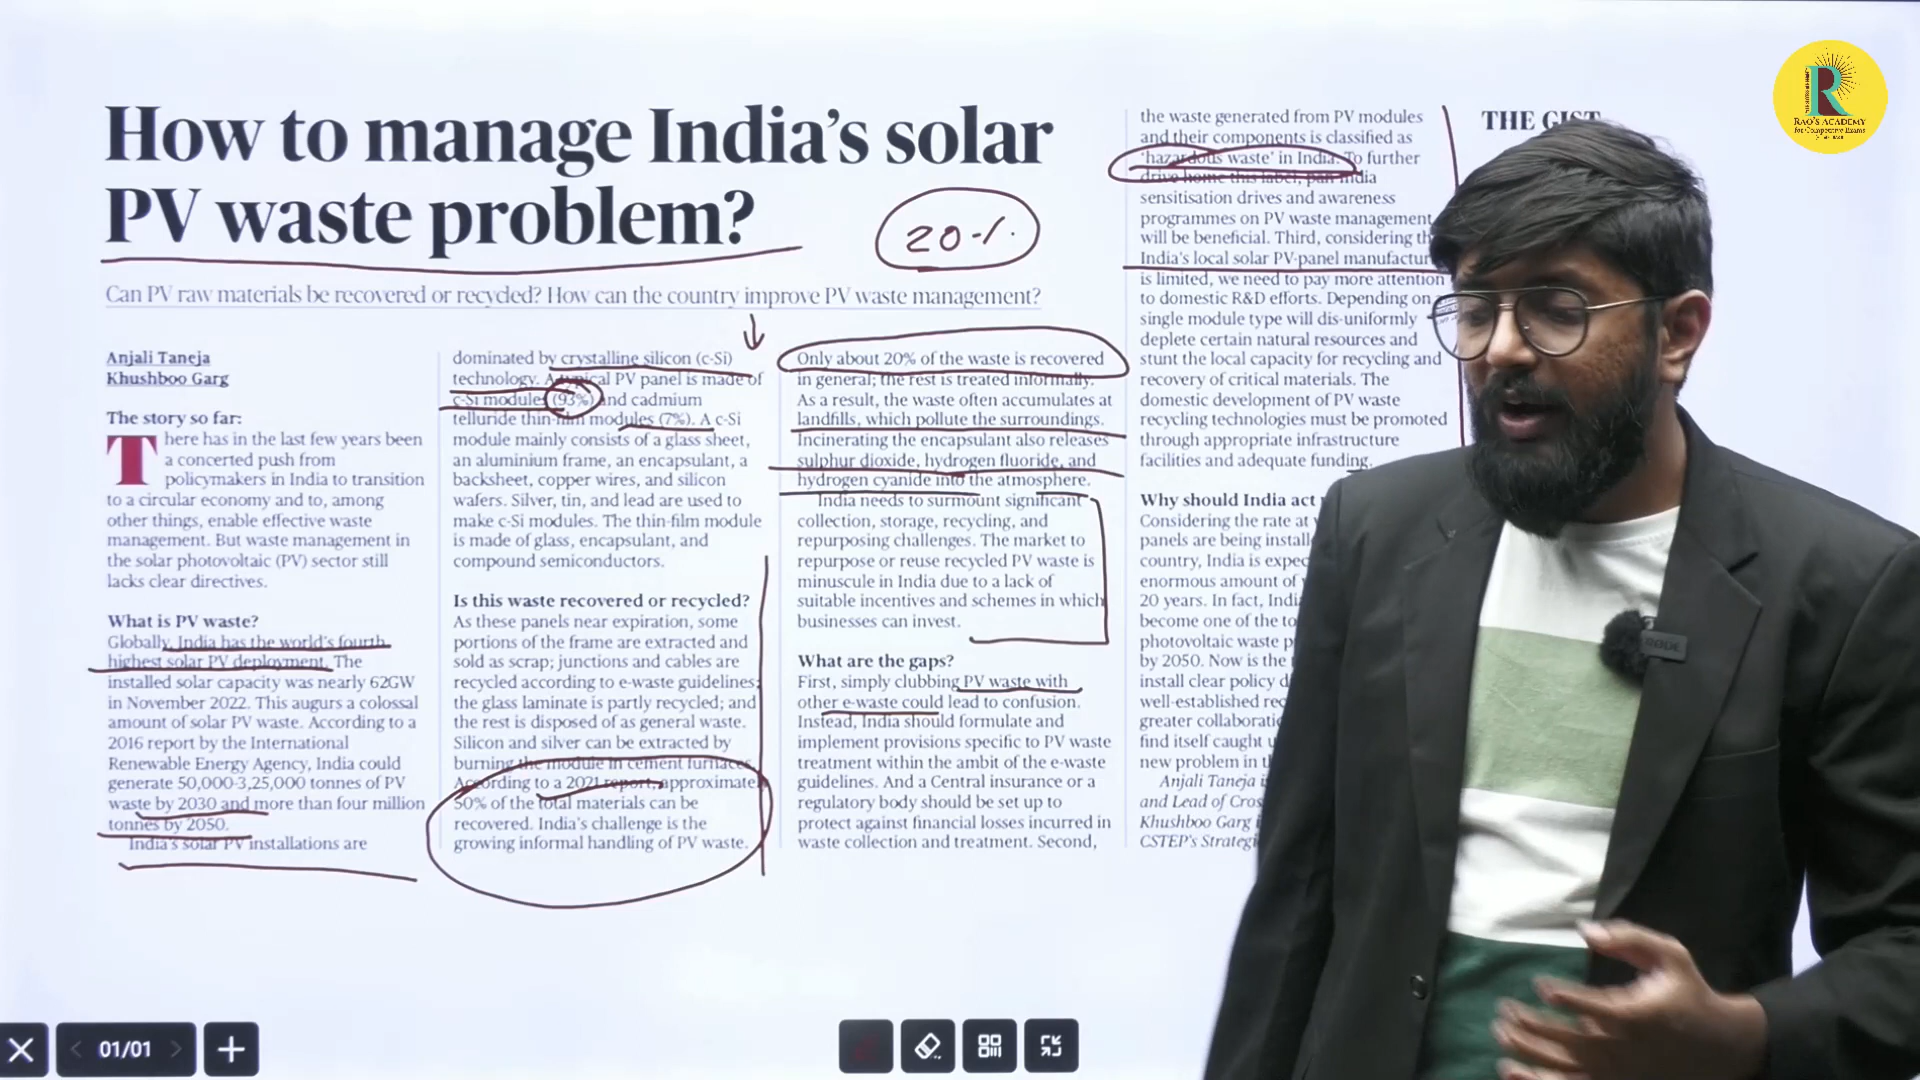 How to manage India's solar
PV waste problem?
20%
Can PV raw materials be recovered or recycled? How can the country improve PV waste management?
Anjali Taneja
Khushboo Garg
The story so far:
There has in the last few years been
a concerted push from
policymakers in India to transition
to a circular economy and to, among
other things, enable effective waste
management. But waste management in
the solar photovoltaic (PV) sector still
lacks clear directives.
What is PV waste?
Globally, India has the world's fourth
highest solar PV deployment. The
installed solar capacity was nearly 62GW
in November 2022. This augurs a colossal
amount of solar PV waste. According to a
2016 report by the International
Renewable Energy Agency, India could
generate 50,000-3,25,000 tonnes of PV
waste by 2030 and more than four million
tonnes by 2050.
India's solar PV installations are
dominated by crystalline silicon (c-Si)
technology. A typical PV panel is made of
c-Si modules (93%) and cadmium
telluride thin-film modules (7%). A c-Si
module mainly consists of a glass sheet,
an aluminium frame, an encapsulant, a
backsheet, copper wires, and silicon
wafers. Silver, tin, and lead are used to
make c-Si modules. The thin-film module
is made of glass, encapsulant, and
compound semiconductors.
Is this waste recovered or recycled?
As these panels near expiration, some
portions of the frame are extracted and
sold as scrap; junctions and cables are
recycled according to e-waste guidelines;
the glass laminate is partly recycled; and
the rest is disposed of as general waste.
Silicon and silver can be extracted by
burning the module in cement furnaces.
According to a 2021 report, approximate
50% of the total materials can be
recovered. India's challenge is the
growing informal handling of PV waste.
Only about 20% of the waste is recovered
in general; the rest is treated informally.
As a result, the waste often accumulates at
landfills, which pollute the surroundings.
Incinerating the encapsulant also releases
sulphur dioxide, hydrogen fluoride, and
hydrogen cyanide into the atmosphere.
India needs to surmount significant
collection, storage, recycling, and
repurposing challenges. The market to
repurpose or reuse recycled PV waste is
minuscule in India due to a lack of
suitable incentives and schemes in which
businesses can invest.
What are the gaps?
First, simply clubbing PV waste with
other e-waste could lead to confusion.
Instead, India should formulate and
implement provisions specific to PV waste
treatment within the ambit of the e-waste
guidelines. And a Central insurance or a
regulatory body should be set up to
protect against financial losses incurred in
waste collection and treatment. Second,
the waste generated from PV modules
and their components is classified as
'hazardous waste' in India. To further
drive home this label, pan-India
sensitisation drives and awareness
programmes on PV waste management
will be beneficial. Third, considering th
India's local solar PV-panel manufactur
is limited, we need to pay more attention
to domestic R&D efforts. Depending on
single module type will dis-uniformly
deplete certain natural resources and
stunt the local capacity for recycling and
recovery of critical materials. The
domestic development of PV waste
recycling technologies must be promoted
through appropriate infrastructure
facilities and adequate funding.
Why should India act
Considering the rate at
panels are being install
country, India is expec
enormous amount of
20 years. In fact, Indi
become one of the to
photovoltaic waste p
by 2050. Now is the
install clear policy d
well-established rec
greater collaborati
find itself caught u
new problem in t
Anjali Taneja i
and Lead of Cros
Khushboo Garg i
CSTEP's Strategi
THE GIST
R
RAO'S ACADEMY
for Competitive Exams
RODE
01/01